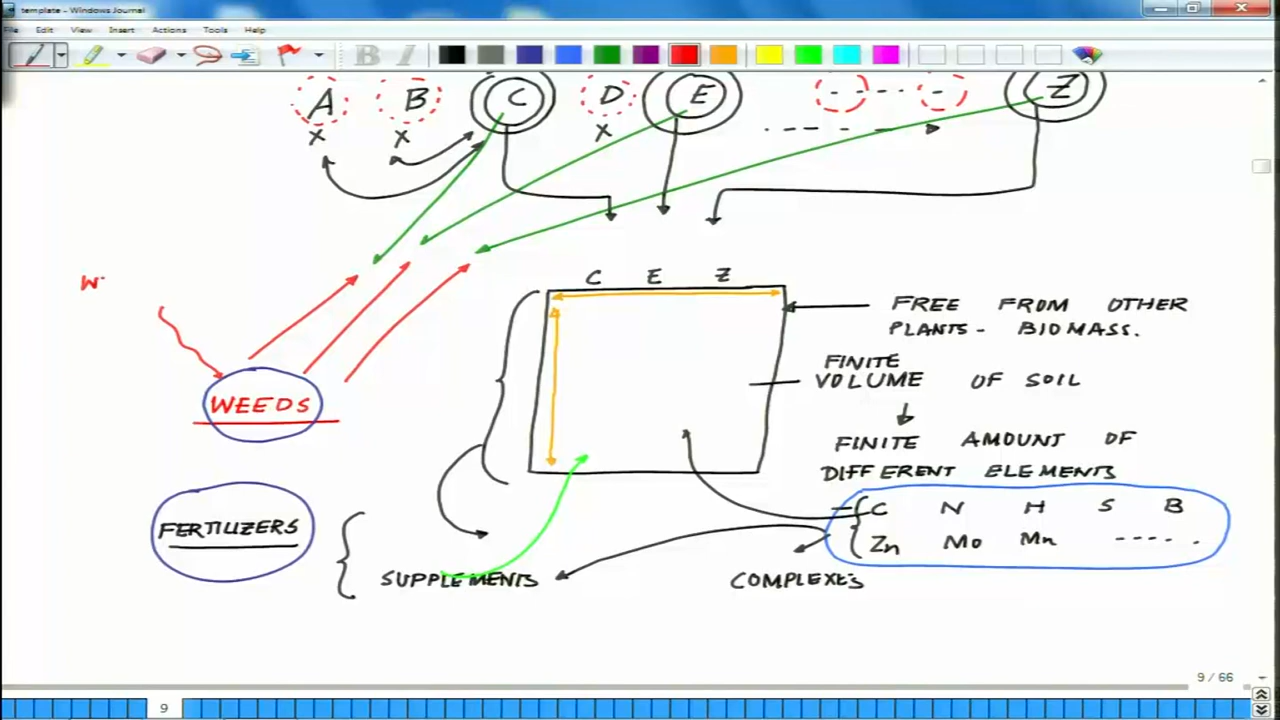 template - Windows Journal
File Edit View Insert Actions Tools Help
B I
A B C D E - - - - - Z
x x x - - - -
C E Z
W
FREE FROM OTHER
PLANTS - BIOMASS.
FINITE
VOLUME OF SOIL
WEEDS
FINITE AMOUNT OF
DIFFERENT ELEMENTS
C N H S B
FERTILIZERS
Zn Mo Mn - - - - - .
SUPPLEMENTS COMPLEXES
9 / 66
9